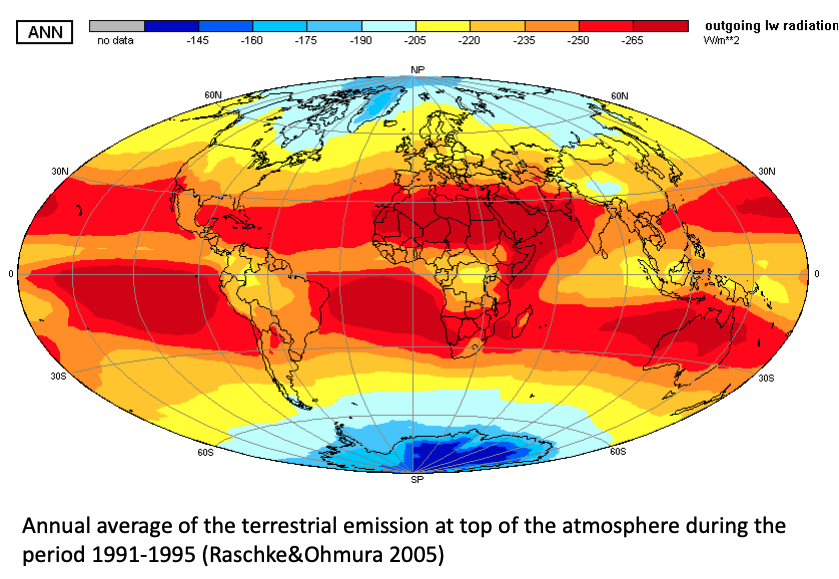 ANN
outgoing lw radiation
no data -145 -160 -175 -190 -205 -220 -235 -250 -265 W/m**2
NP
60N 60N
30N 30N
0 0
30S 30S
60S 60S
SP
Annual average of the terrestrial emission at top of the atmosphere during the
period 1991-1995 (Raschke&Ohmura 2005)